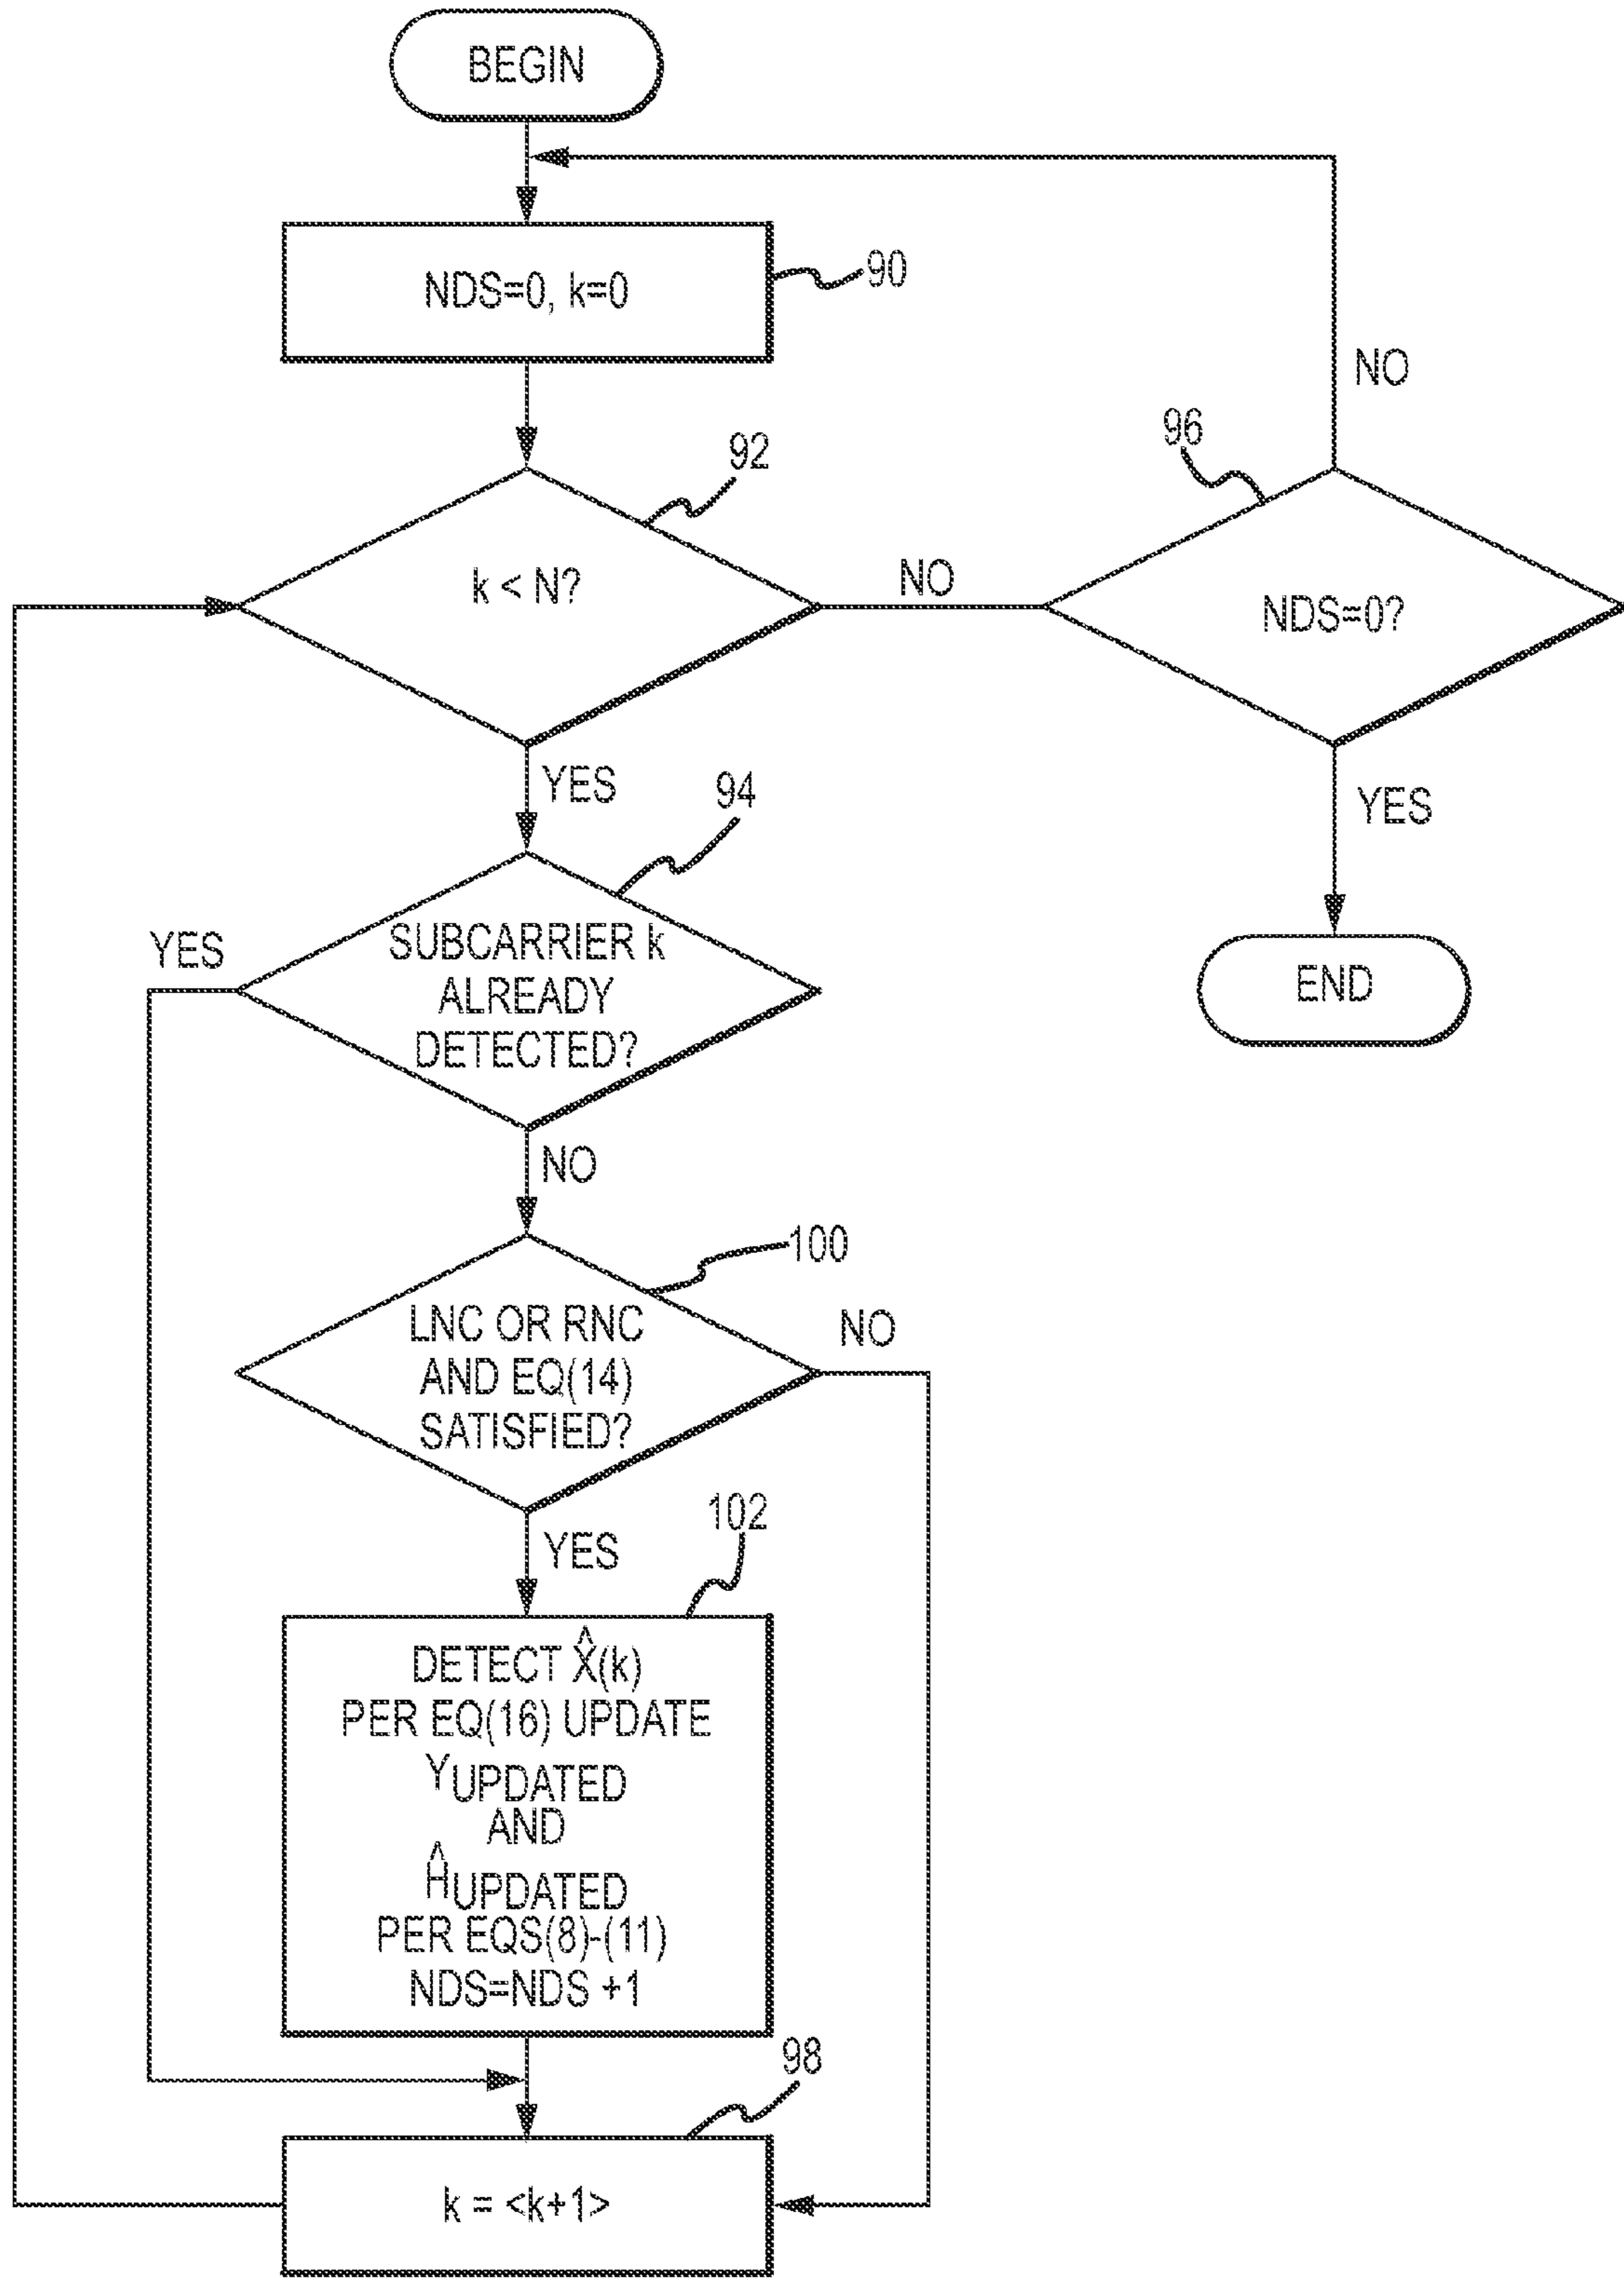 BEGIN
NDS=0, k=0
90
NO
92
96
k < N?
NO
NDS=0?
YES
94
YES
YES
SUBCARRIER k
ALREADY
DETECTED?
END
NO
100
LNC OR RNC
AND EQ(14)
SATISFIED?
NO
102
YES
DETECT X̂(k)
PER EQ(16) UPDATE
YUPDATED
AND
ĤUPDATED
PER EQS(8)-(11)
NDS=NDS +1
98
k = <k+1>